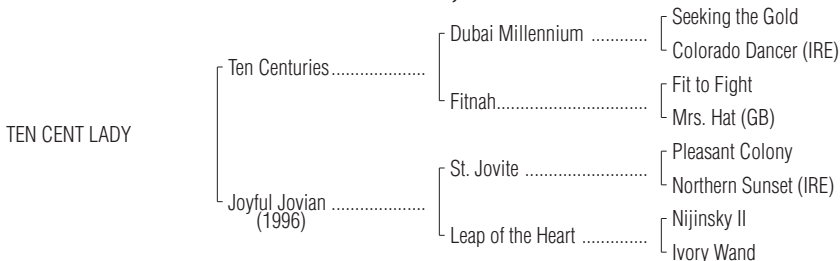 Seeking the Gold
Dubai Millennium ............
Colorado Dancer (IRE)
Ten Centuries....................
Fit to Fight
Fitnah................................
Mrs. Hat (GB)
TEN CENT LADY
Pleasant Colony
St. Jovite ..........................
Northern Sunset (IRE)
Joyful Jovian ....................
(1996)
Nijinsky II
Leap of the Heart ..............
Ivory Wand